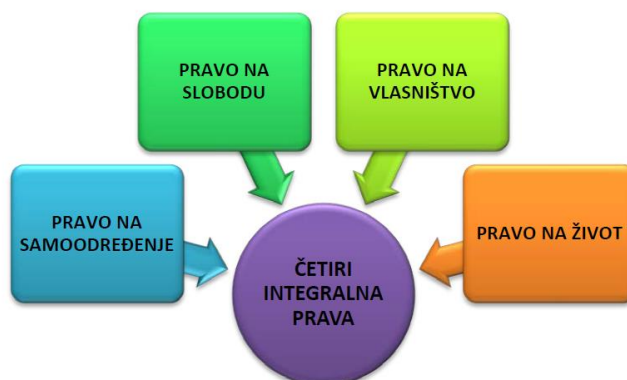 PRAVO NA
SLOBODU
PRAVO NA
VLASNIŠTVO
PRAVO NA
SAMOODREĐENJE
PRAVO NA ŽIVOT
ČETIRI
INTEGRALNA
PRAVA